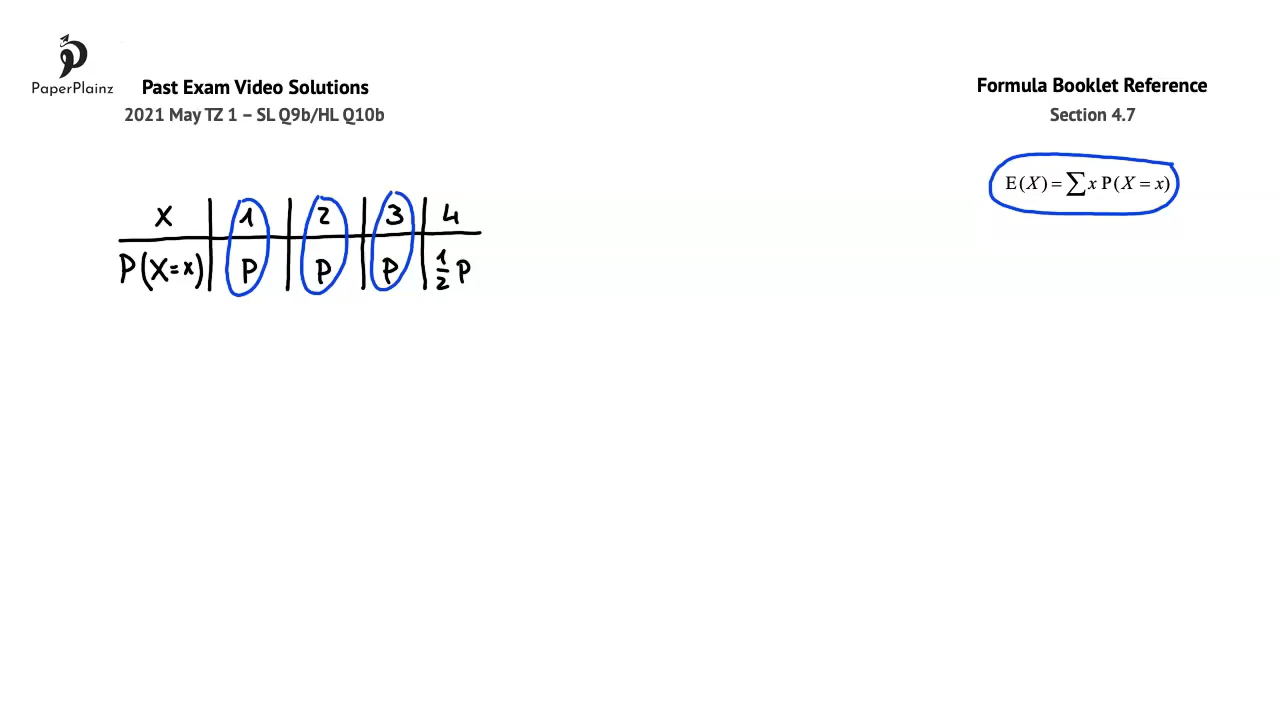 PaperPlainz
Past Exam Video Solutions
2021 May TZ 1 – SL Q9b/HL Q10b
Formula Booklet Reference
Section 4.7
E(X) = ∑ x P(X = x)
X | 1 | 2 | 3 | 4
P(X=x) | P | P | P | 1/2 P